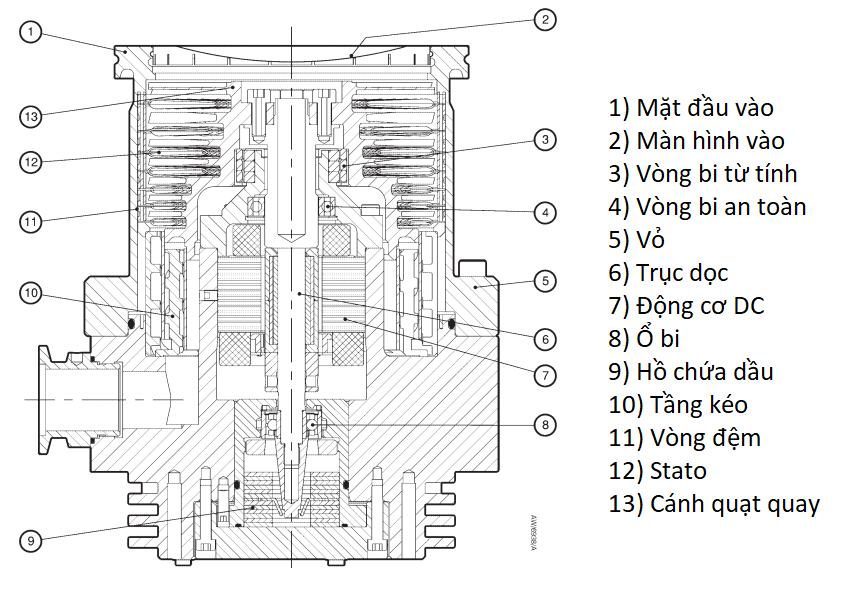 1
2
13
3
12
4
11
5
10
6
7
8
9
AIW/6938/A
1) Mặt đầu vào
2) Màn hình vào
3) Vòng bi từ tính
4) Vòng bi an toàn
5) Vỏ
6) Trục dọc
7) Động cơ DC
8) Ổ bi
9) Hồ chứa dầu
10) Tầng kéo
11) Vòng đệm
12) Stato
13) Cánh quạt quay